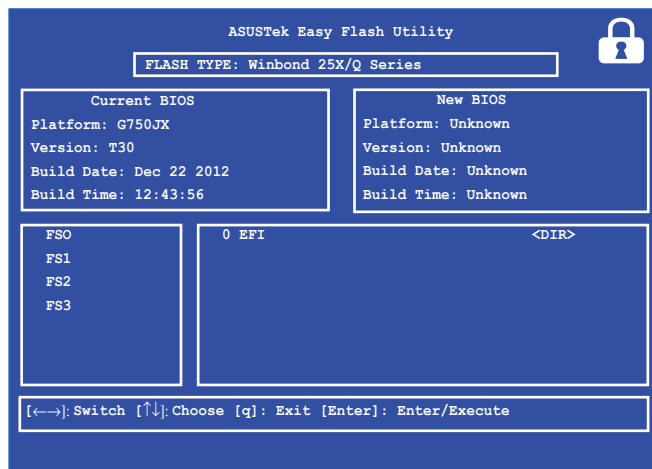 ASUSTek Easy Flash Utility
FLASH TYPE: Winbond 25X/Q Series
Current BIOS
Platform: G750JX
Version: T30
Build Date: Dec 22 2012
Build Time: 12:43:56
New BIOS
Platform: Unknown
Version: Unknown
Build Date: Unknown
Build Time: Unknown
FSO
FS1
FS2
FS3
0 EFI <DIR>
[←→]: Switch [↑↓]: Choose [q]: Exit [Enter]: Enter/Execute